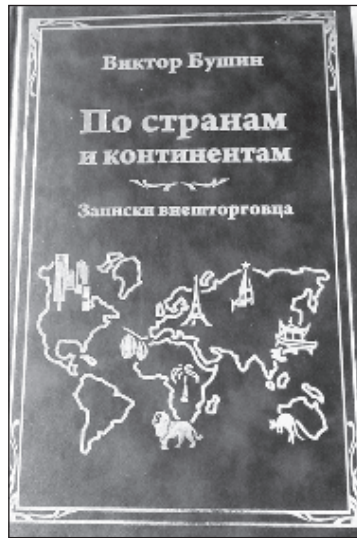 Виктор Бушин
По странам
и континентам
Записки внешторговца